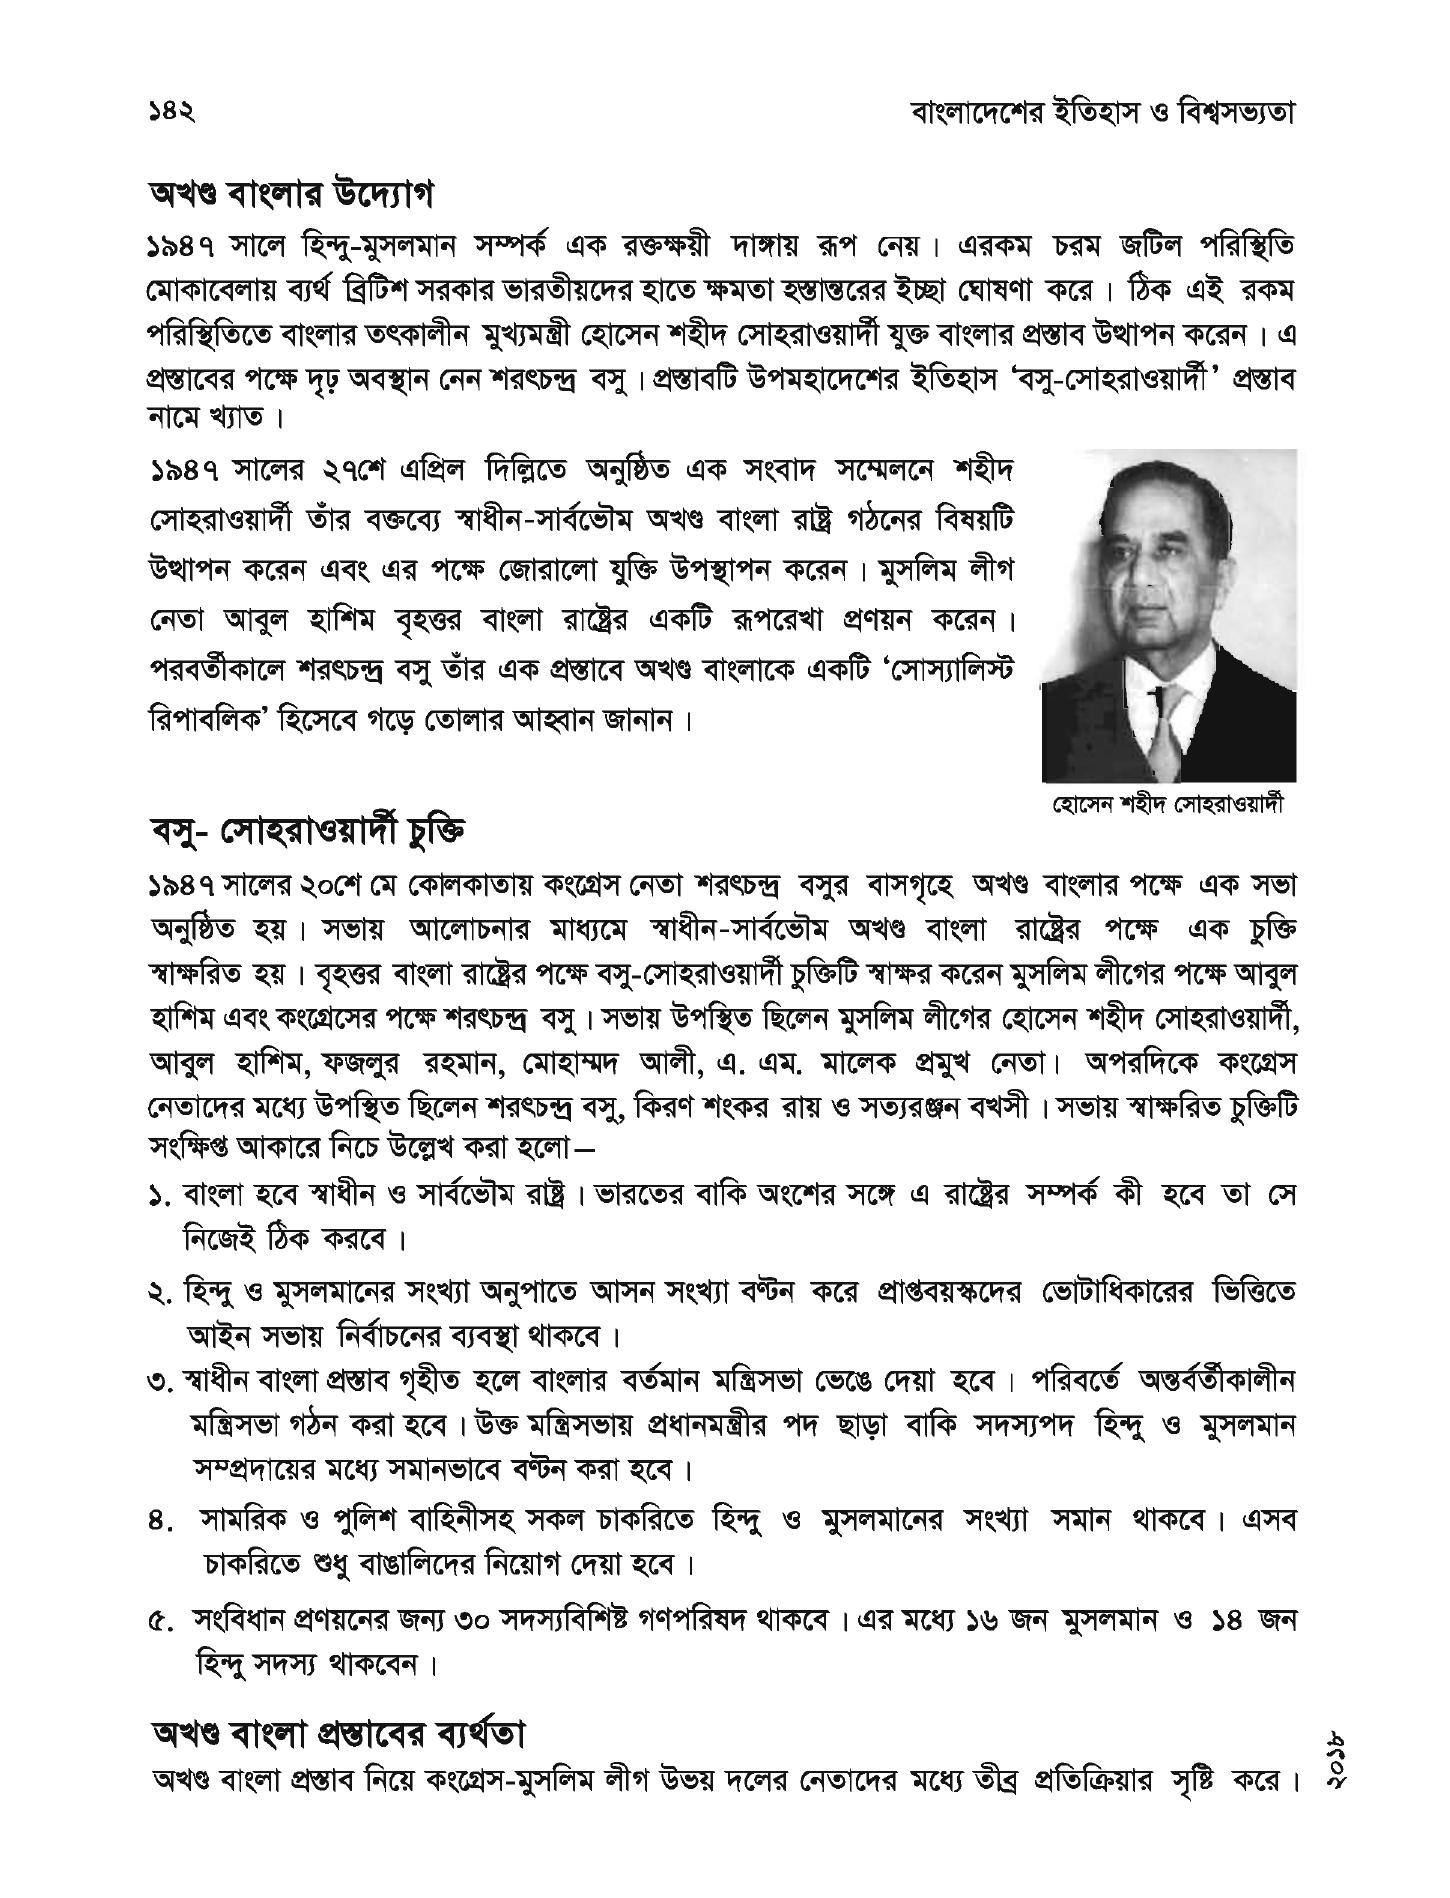 ১৪২
বাংলাদেশের ইতিহাস ও বিশ্বসভ্যতা
অখণ্ড বাংলার উদ্যোগ
১৯৪৭ সালে হিন্দু-মুসলমান সম্পর্ক এক রক্তক্ষয়ী দাঙ্গায় রূপ নেয়। এরকম চরম জটিল পরিস্থিতি
মোকাবেলায় ব্যর্থ ব্রিটিশ সরকার ভারতীয়দের হাতে ক্ষমতা হস্তান্তরের ইচ্ছা ঘোষণা করে। ঠিক এই রকম
পরিস্থিতিতে বাংলার তৎকালীন মুখ্যমন্ত্রী হোসেন শহীদ সোহরাওয়ার্দী যুক্ত বাংলার প্রস্তাব উত্থাপন করেন। এ
প্রস্তাবের পক্ষে দৃঢ় অবস্থান নেন শরৎচন্দ্র বসু। প্রস্তাবটি উপমহাদেশের ইতিহাস ‘বসু-সোহরাওয়ার্দী’ প্রস্তাব
নামে খ্যাত।
১৯৪৭ সালের ২৭শে এপ্রিল দিল্লিতে অনুষ্ঠিত এক সংবাদ সম্মেলনে শহীদ
সোহরাওয়ার্দী তাঁর বক্তব্যে স্বাধীন-সার্বভৌম অখণ্ড বাংলা রাষ্ট্র গঠনের বিষয়টি
উত্থাপন করেন এবং এর পক্ষে জোরালো যুক্তি উপস্থাপন করেন। মুসলিম লীগ
নেতা আবুল হাশিম বৃহত্তর বাংলা রাষ্ট্রের একটি রূপরেখা প্রণয়ন করেন।
পরবর্তীকালে শরৎচন্দ্র বসু তাঁর এক প্রস্তাবে অখণ্ড বাংলাকে একটি ‘সোস্যালিস্ট
রিপাবলিক’ হিসেবে গড়ে তোলার আহ্বান জানান।
হোসেন শহীদ সোহরাওয়ার্দী
বসু- সোহরাওয়ার্দী চুক্তি
১৯৪৭ সালের ২০শে মে কোলকাতায় কংগ্রেস নেতা শরৎচন্দ্র বসুর বাসগৃহে অখণ্ড বাংলার পক্ষে এক সভা
অনুষ্ঠিত হয়। সভায় আলোচনার মাধ্যমে স্বাধীন-সার্বভৌম অখণ্ড বাংলা রাষ্ট্রের পক্ষে এক চুক্তি
স্বাক্ষরিত হয়। বৃহত্তর বাংলা রাষ্ট্রের পক্ষে বসু-সোহরাওয়ার্দী চুক্তিটি স্বাক্ষর করেন মুসলিম লীগের পক্ষে আবুল
হাশিম এবং কংগ্রেসের পক্ষে শরৎচন্দ্র বসু। সভায় উপস্থিত ছিলেন মুসলিম লীগের হোসেন শহীদ সোহরাওয়ার্দী,
আবুল হাশিম, ফজলুর রহমান, মোহাম্মদ আলী, এ. এম. মালেক প্রমুখ নেতা। অপরদিকে কংগ্রেস
নেতাদের মধ্যে উপস্থিত ছিলেন শরৎচন্দ্র বসু, কিরণ শংকর রায় ও সত্যরঞ্জন বখসী। সভায় স্বাক্ষরিত চুক্তিটি
সংক্ষিপ্ত আকারে নিচে উল্লেখ করা হলো–
১. বাংলা হবে স্বাধীন ও সার্বভৌম রাষ্ট্র। ভারতের বাকি অংশের সঙ্গে এ রাষ্ট্রের সম্পর্ক কী হবে তা সে
নিজেই ঠিক করবে।
২. হিন্দু ও মুসলমানের সংখ্যা অনুপাতে আসন সংখ্যা বণ্টন করে প্রাপ্তবয়স্কদের ভোটাধিকারের ভিত্তিতে
আইন সভায় নির্বাচনের ব্যবস্থা থাকবে।
৩. স্বাধীন বাংলা প্রস্তাব গৃহীত হলে বাংলার বর্তমান মন্ত্রিসভা ভেঙে দেয়া হবে। পরিবর্তে অন্তর্বর্তীকালীন
মন্ত্রিসভা গঠন করা হবে। উক্ত মন্ত্রিসভায় প্রধানমন্ত্রীর পদ ছাড়া বাকি সদস্যপদ হিন্দু ও মুসলমান
সম্প্রদায়ের মধ্যে সমানভাবে বণ্টন করা হবে।
৪. সামরিক ও পুলিশ বাহিনীসহ সকল চাকরিতে হিন্দু ও মুসলমানের সংখ্যা সমান থাকবে। এসব
চাকরিতে শুধু বাঙালিদের নিয়োগ দেয়া হবে।
৫. সংবিধান প্রণয়নের জন্য ৩০ সদস্যবিশিষ্ট গণপরিষদ থাকবে। এর মধ্যে ১৬ জন মুসলমান ও ১৪ জন
হিন্দু সদস্য থাকবেন।
অখণ্ড বাংলা প্রস্তাবের ব্যর্থতা
অখণ্ড বাংলা প্রস্তাব নিয়ে কংগ্রেস-মুসলিম লীগ উভয় দলের নেতাদের মধ্যে তীব্র প্রতিক্রিয়ার সৃষ্টি করে।
২০১৮